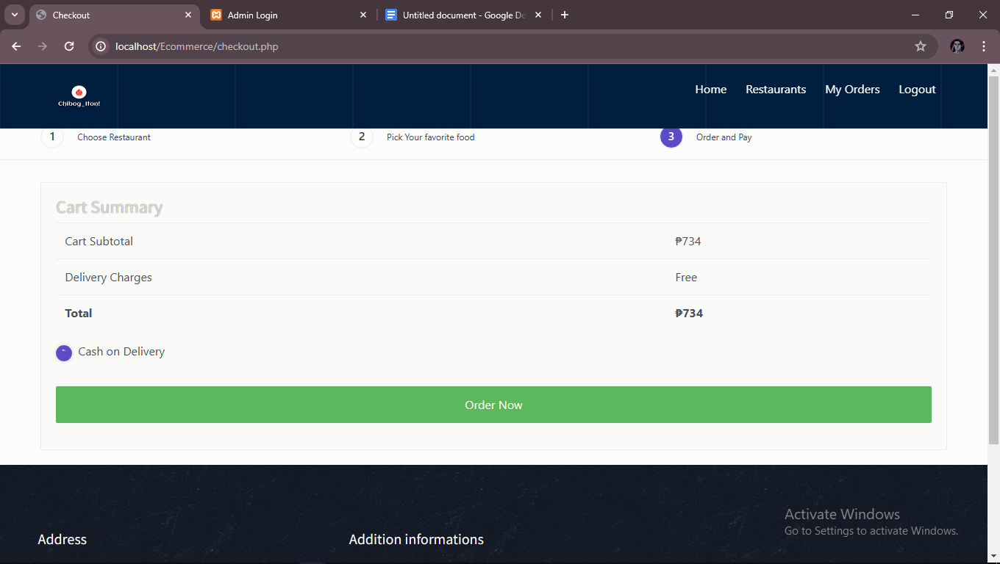 Checkout
Admin Login
Untitled document - Google Do
localhost/Ecommerce/checkout.php
Chibog_Iton!
Home
Restaurants
My Orders
Logout
1 Choose Restaurant
2 Pick Your favorite food
3 Order and Pay
Cart Summary
Cart Subtotal ₱734
Delivery Charges Free
Total ₱734
Cash on Delivery
Order Now
Activate Windows
Go to Settings to activate Windows.
Address
Addition informations